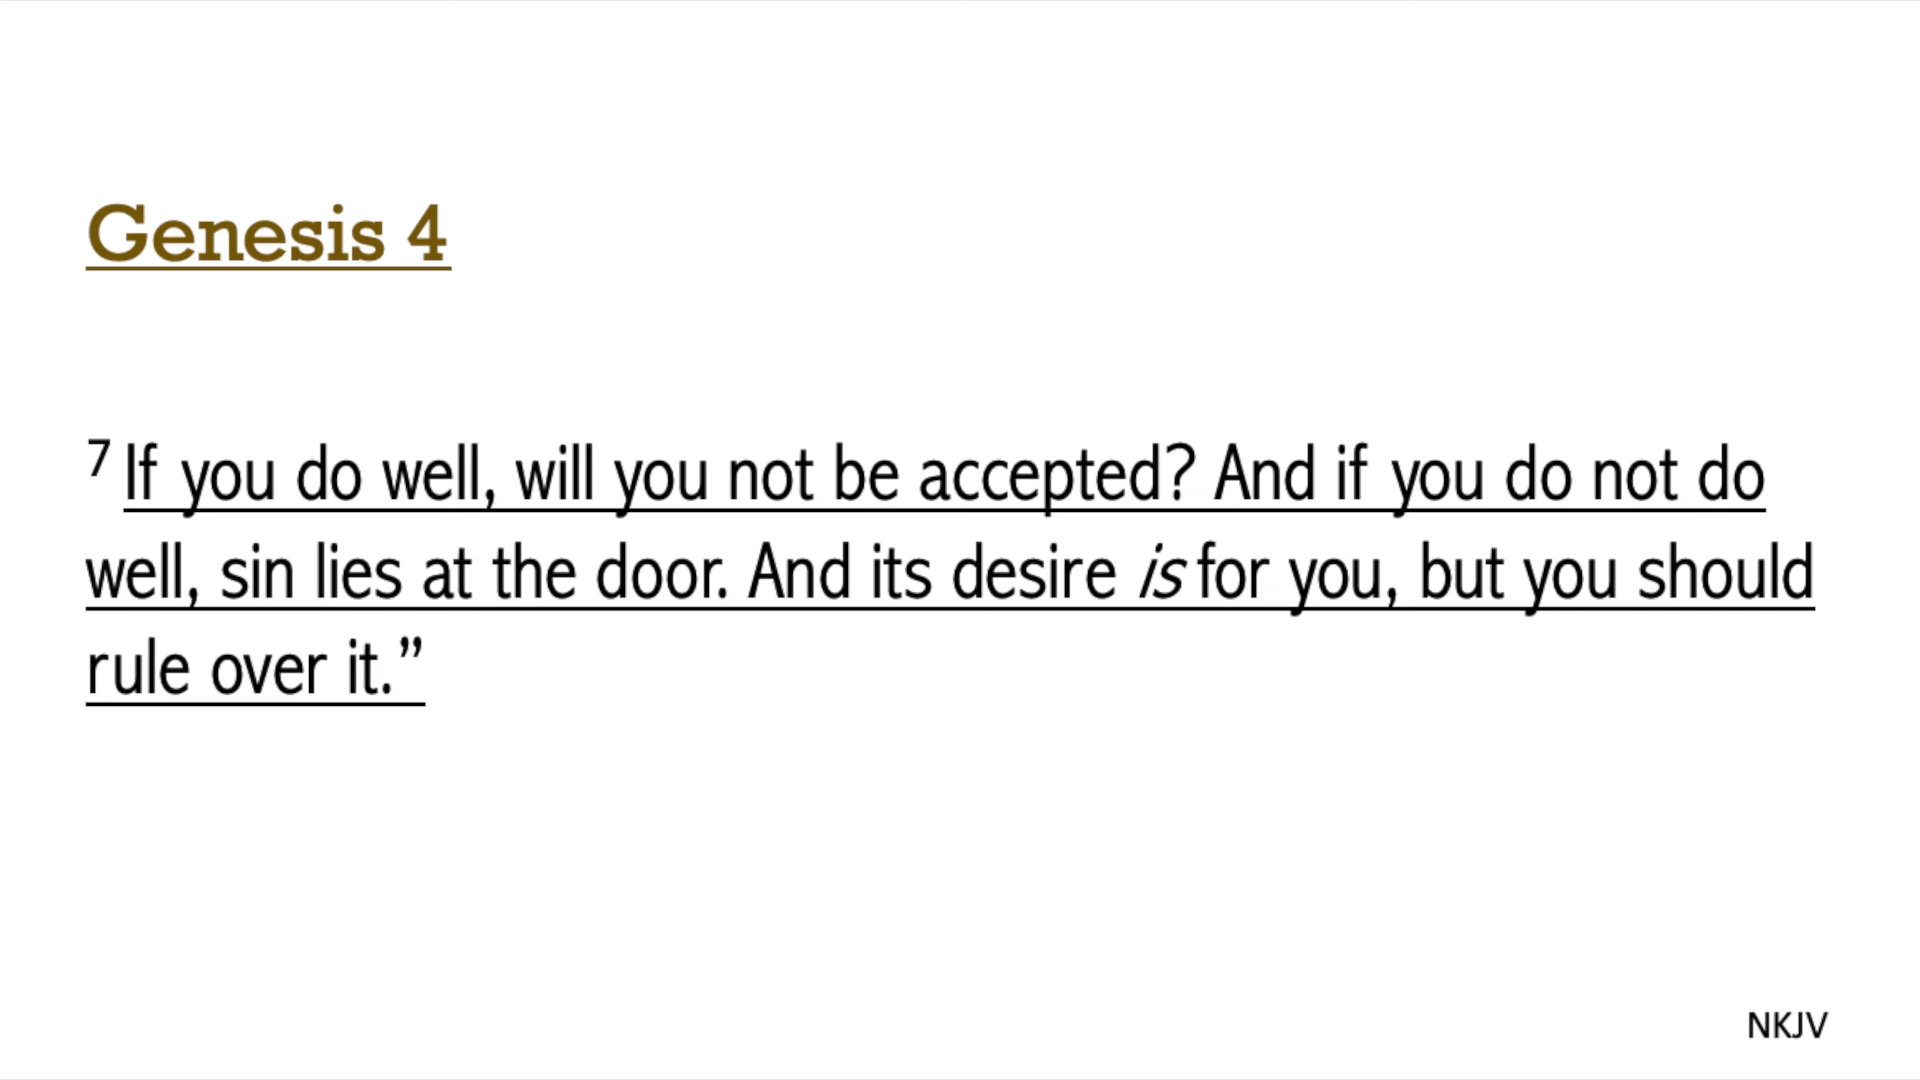 Genesis 4
7 If you do well, will you not be accepted? And if you do not do
well, sin lies at the door. And its desire is for you, but you should
rule over it.”
NKJV